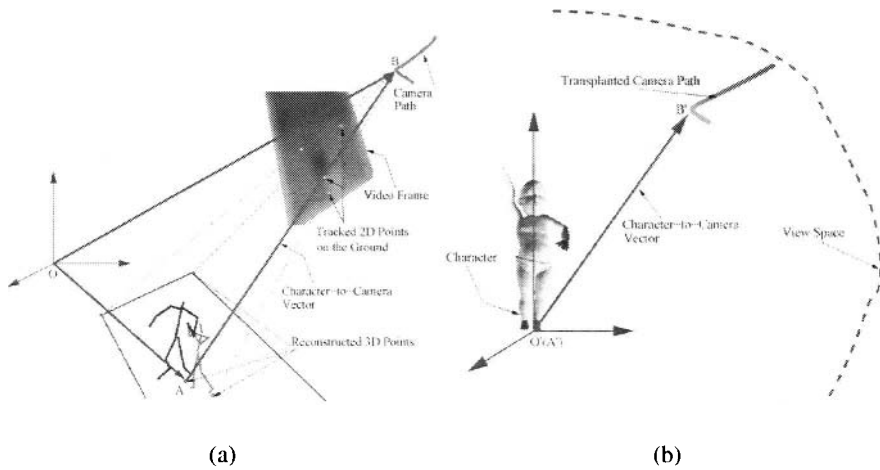 B
Camera
Path
Video Frame
Tracked 2D Points
on the Ground
Character-to-Camera
Vector
O
Reconstructed 3D Points
A
(a)
Transplanted Camera Path
B'
Character-to-Camera
Vector
View Space
Character
O'(A')
(b)